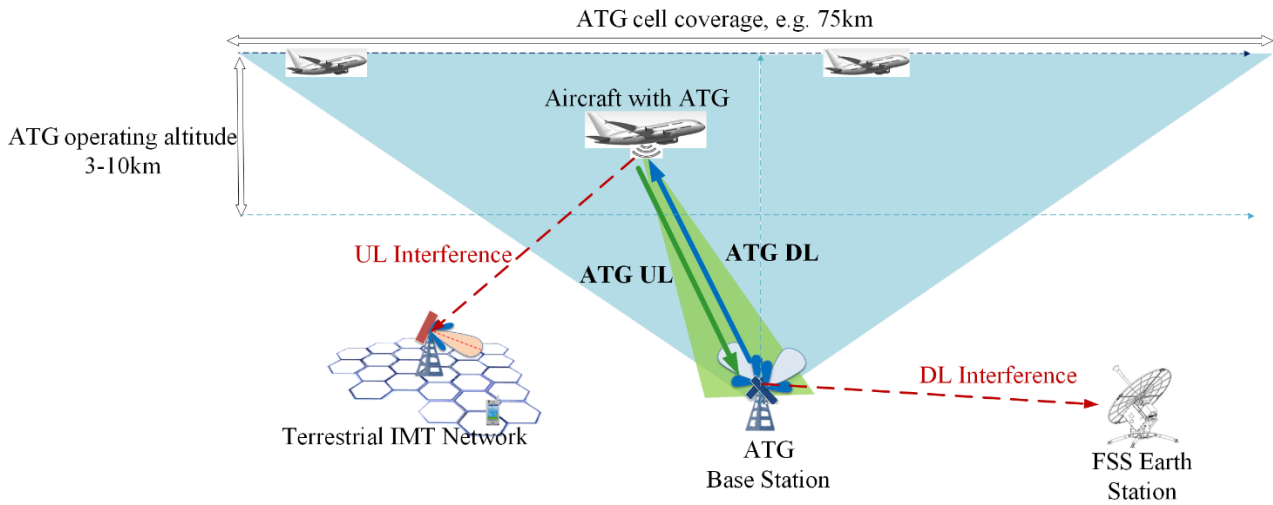 ATG cell coverage, e.g. 75km
Aircraft with ATG
ATG operating altitude
3-10km
UL Interference
ATG UL
ATG DL
DL Interference
Terrestrial IMT Network
ATG
Base Station
FSS Earth
Station